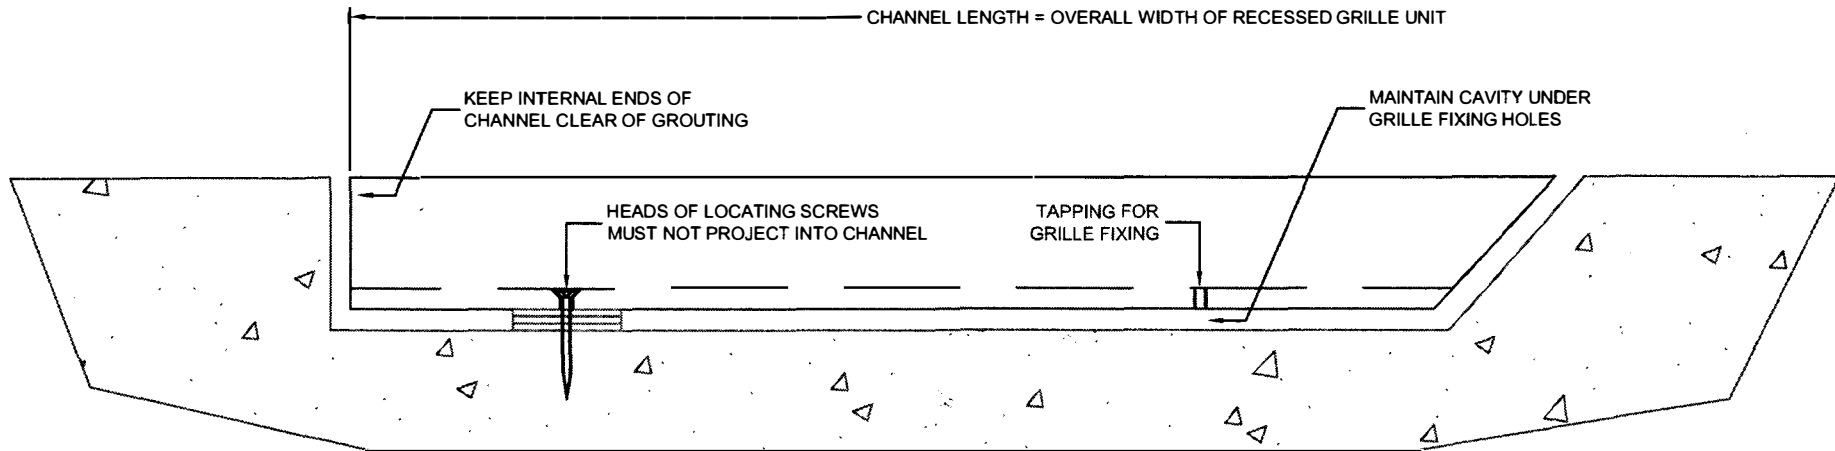 CHANNEL LENGTH = OVERALL WIDTH OF RECESSED GRILLE UNIT
KEEP INTERNAL ENDS OF
CHANNEL CLEAR OF GROUTING
MAINTAIN CAVITY UNDER
GRILLE FIXING HOLES
HEADS OF LOCATING SCREWS
MUST NOT PROJECT INTO CHANNEL
TAPPING FOR
GRILLE FIXING